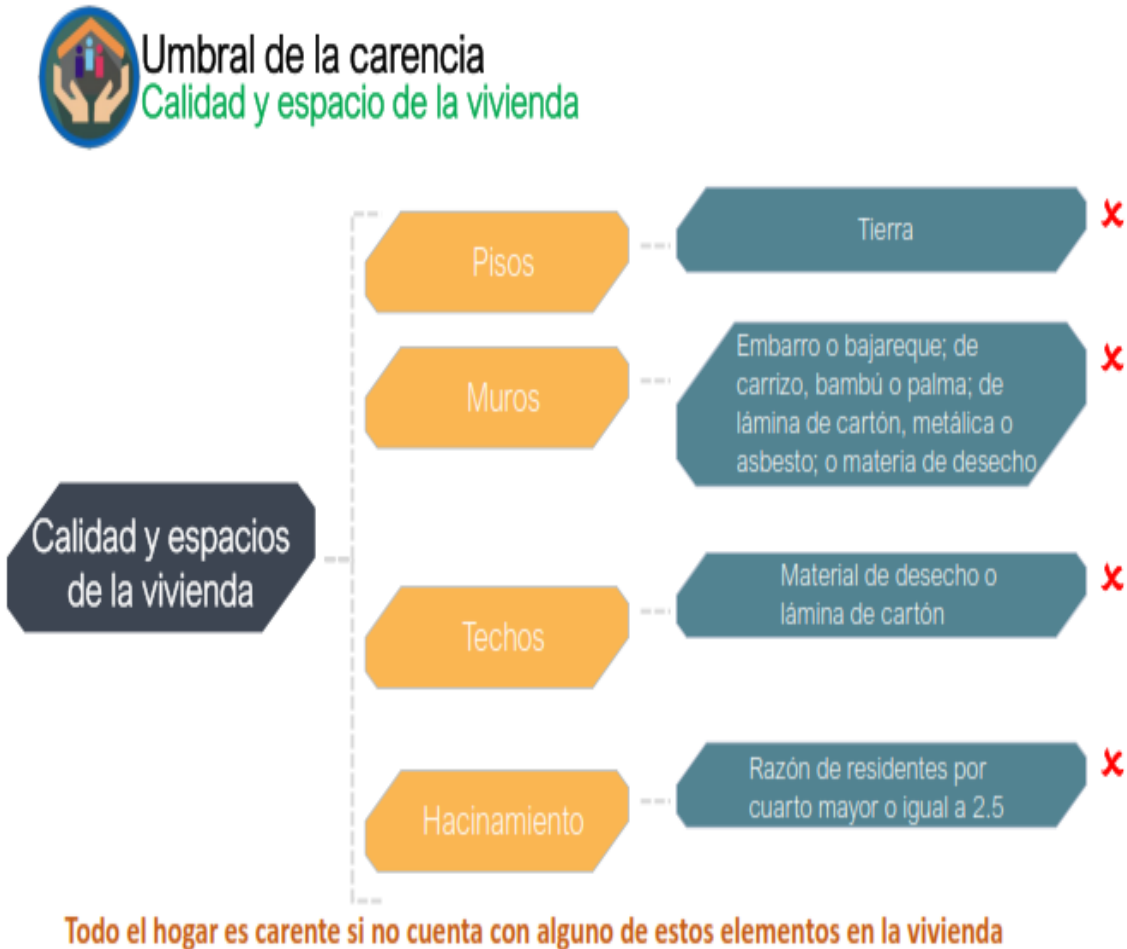 Umbral de la carencia
Calidad y espacio de la vivienda
Calidad y espacios
de la vivienda
Pisos
Tierra
Muros
Embarro o bajareque; de
carrizo, bambú o palma; de
lámina de cartón, metálica o
asbesto; o materia de desecho
Techos
Material de desecho o
lámina de cartón
Hacinamiento
Razón de residentes por
cuarto mayor o igual a 2.5
Todo el hogar es carente si no cuenta con alguno de estos elementos en la vivienda